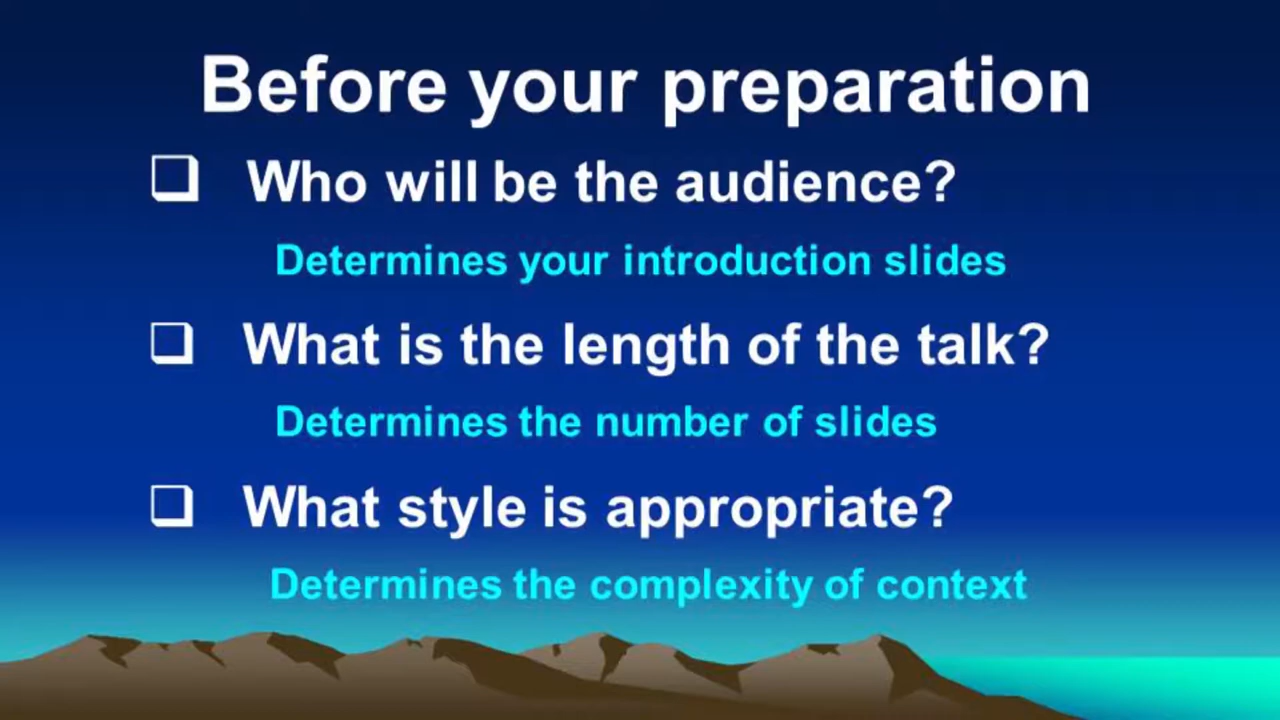 Before your preparation
Who will be the audience?
Determines your introduction slides
What is the length of the talk?
Determines the number of slides
What style is appropriate?
Determines the complexity of context